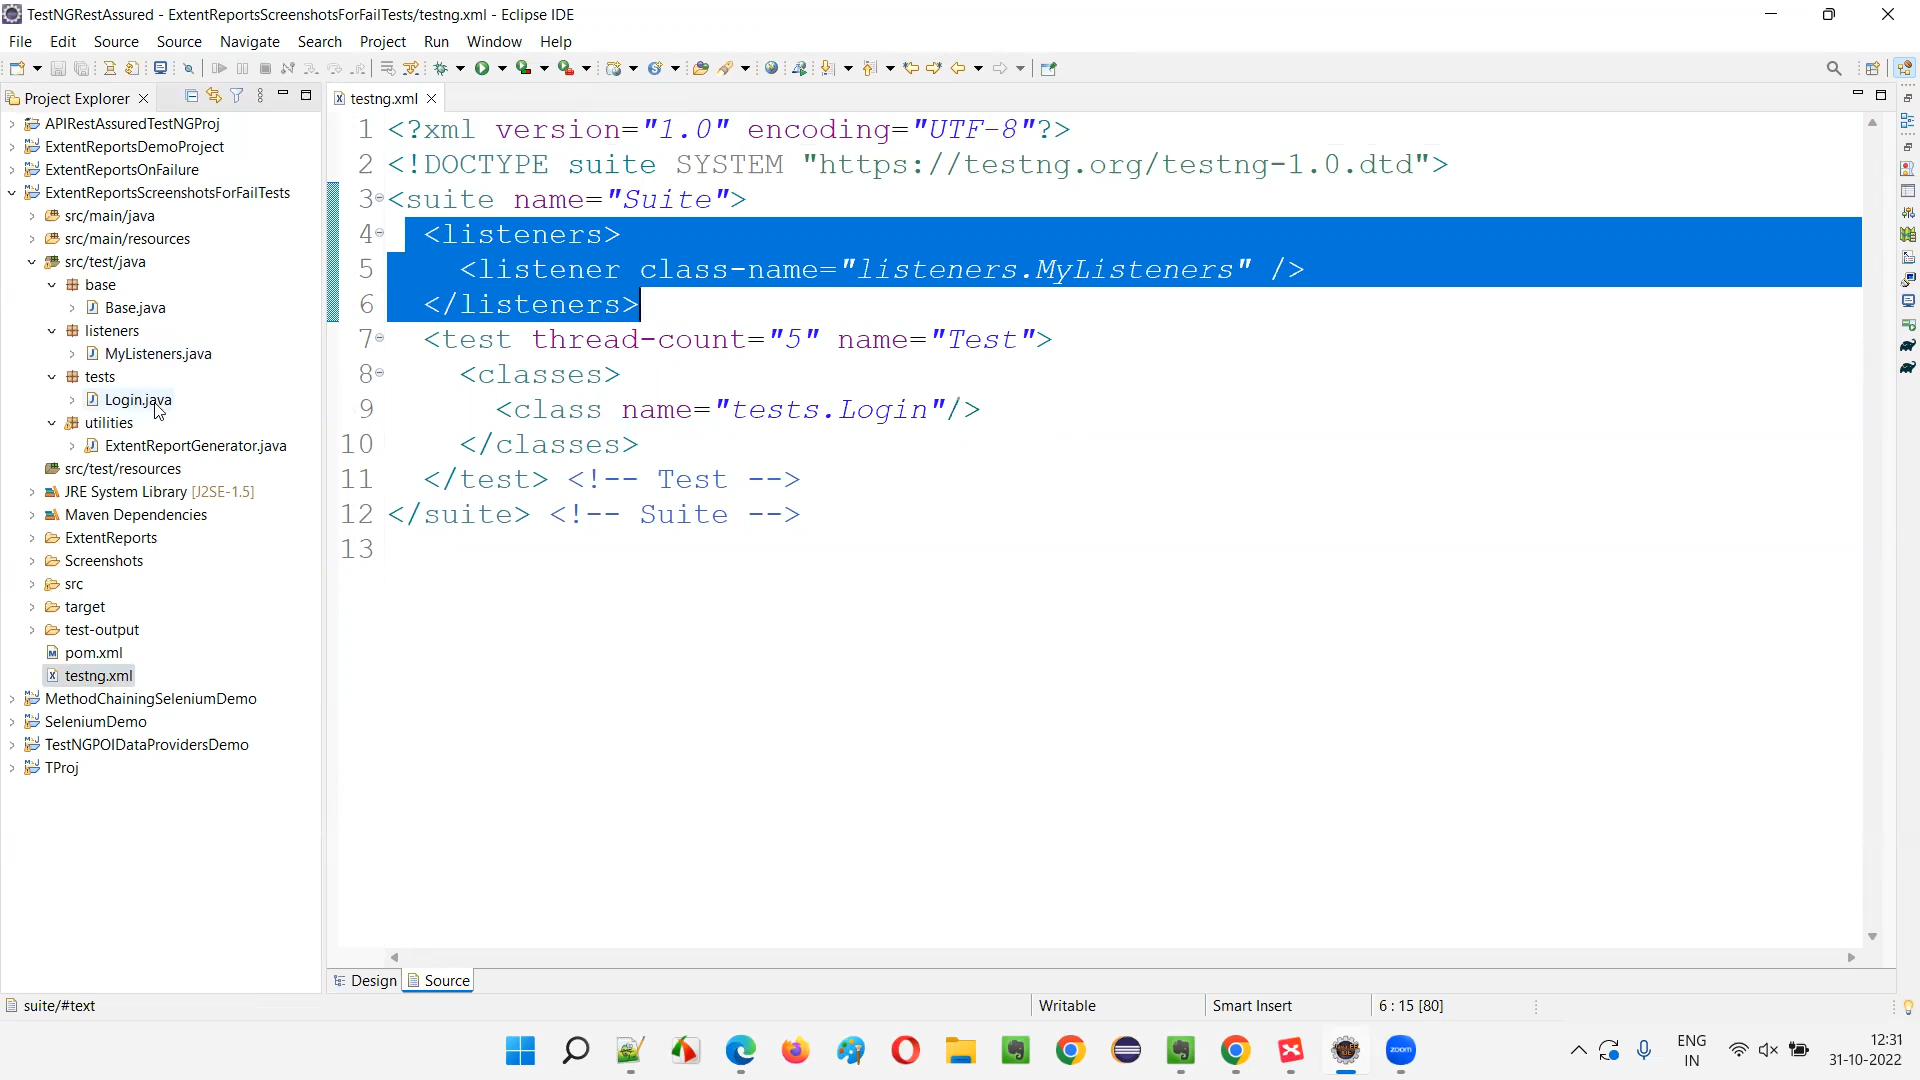 TestNGRestAssured - ExtentReportsScreenshotsForFailTests/testng.xml - Eclipse IDE
File Edit Source Source Navigate Search Project Run Window Help
Project Explorer
APIRestAssuredTestNGProj
ExtentReportsDemoProject
ExtentReportsOnFailure
ExtentReportsScreenshotsForFailTests
src/main/java
src/main/resources
src/test/java
base
Base.java
listeners
MyListeners.java
tests
Login.java
utilities
ExtentReportGenerator.java
src/test/resources
JRE System Library [J2SE-1.5]
Maven Dependencies
ExtentReports
Screenshots
src
target
test-output
pom.xml
testng.xml
MethodChainingSeleniumDemo
SeleniumDemo
TestNGPOIDataProvidersDemo
TProj
testng.xml
1 <?xml version="1.0" encoding="UTF-8"?>
2 <!DOCTYPE suite SYSTEM "https://testng.org/testng-1.0.dtd">
3 <suite name="Suite">
4 <listeners>
5 <listener class-name="listeners.MyListeners" />
6 </listeners>
7 <test thread-count="5" name="Test">
8 <classes>
9 <class name="tests.Login"/>
10 </classes>
11 </test> <!-- Test -->
12 </suite> <!-- Suite -->
13
Design Source
suite/#text Writable Smart Insert 6 : 15 [80]
zoom
ENG
IN
12:31
31-10-2022